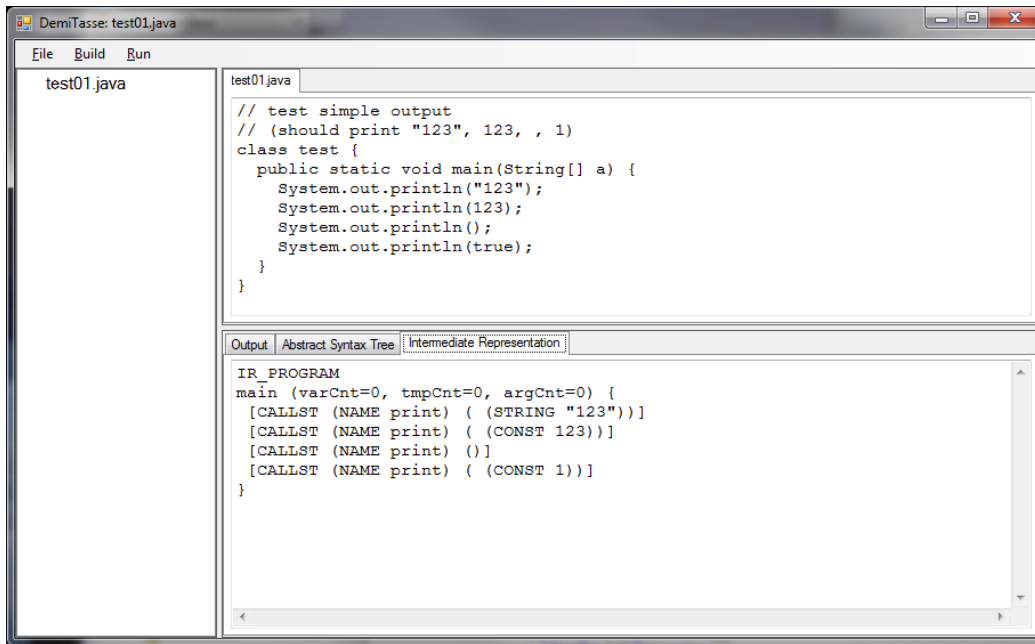 DemiTasse: test01.java
File Build Run
test01.java
test01.java
// test simple output
// (should print "123", 123, , 1)
class test {
  public static void main(String[] a) {
    System.out.println("123");
    System.out.println(123);
    System.out.println();
    System.out.println(true);
  }
}
Output Abstract Syntax Tree Intermediate Representation
IR_PROGRAM
main (varCnt=0, tmpCnt=0, argCnt=0) {
 [CALLST (NAME print) ( (STRING "123"))]
 [CALLST (NAME print) ( (CONST 123))]
 [CALLST (NAME print) ()]
 [CALLST (NAME print) ( (CONST 1))]
}